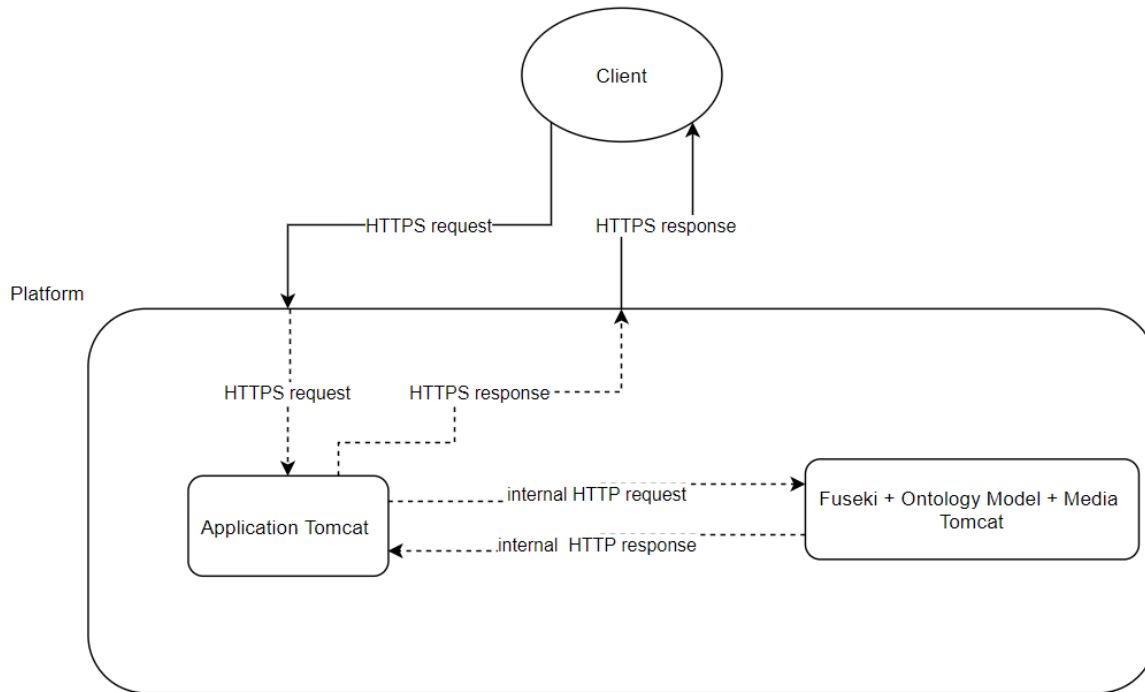 Client
HTTPS request
HTTPS response
Platform
HTTPS request
HTTPS response
internal HTTP request
Fuseki + Ontology Model + Media
Tomcat
Application Tomcat
internal  HTTP response